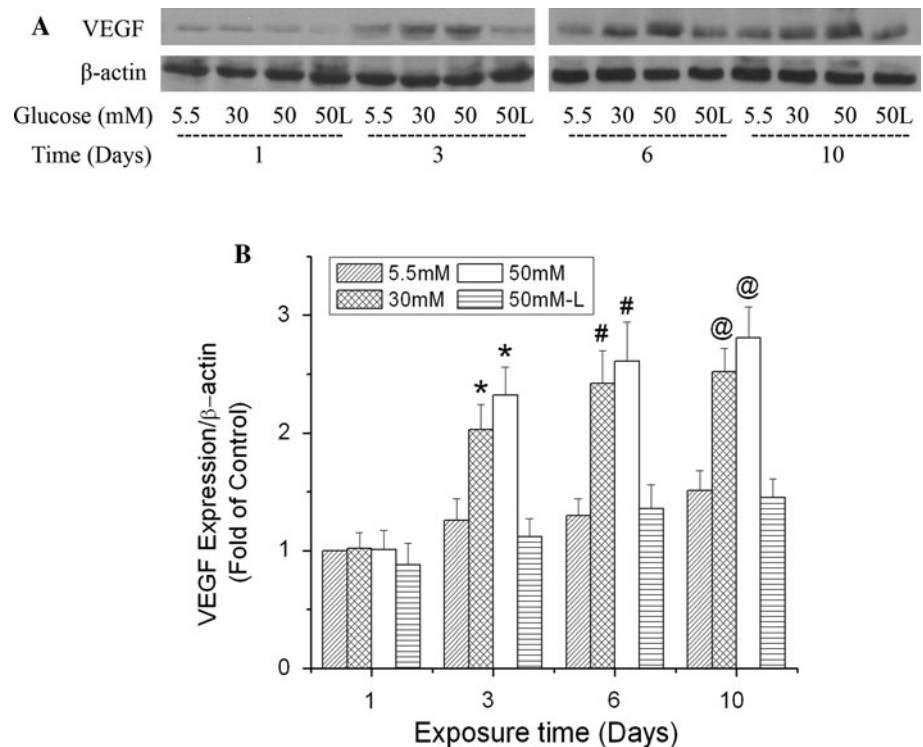 A
VEGF
β-actin
Glucose (mM) 5.5 30 50 50L 5.5 30 50 50L 5.5 30 50 50L 5.5 30 50 50L
Time (Days) 1 3 6 10
B
5.5mM 50mM
30mM 50mM-L
VEGF Expression/β−actin
(Fold of Control)
3
2
1
0
* * # # @ @
1 3 6 10
Exposure time (Days)